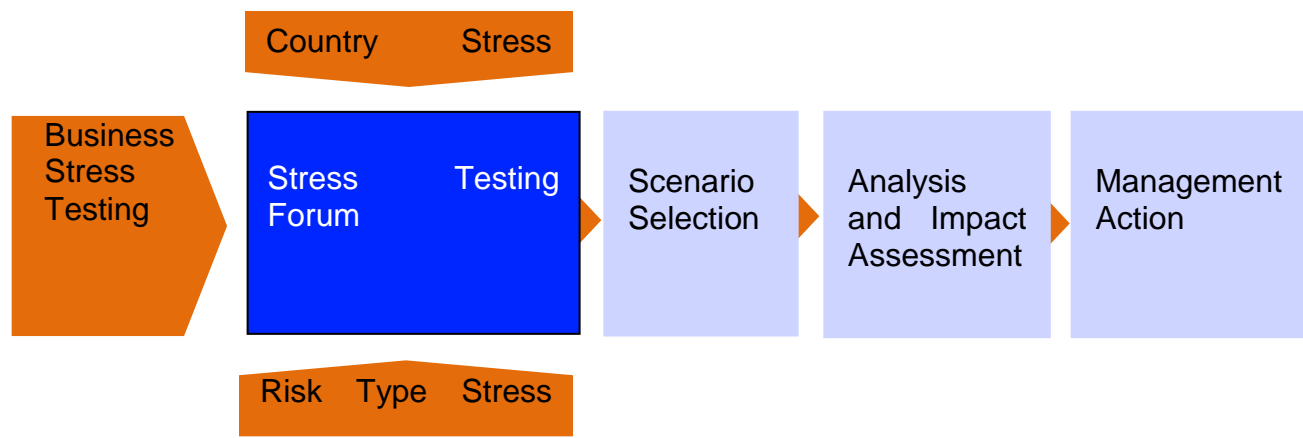 Country Stress
Business
Stress
Testing
Stress Testing
Forum
Scenario
Selection
Analysis
and Impact
Assessment
Management
Action
Risk Type Stress